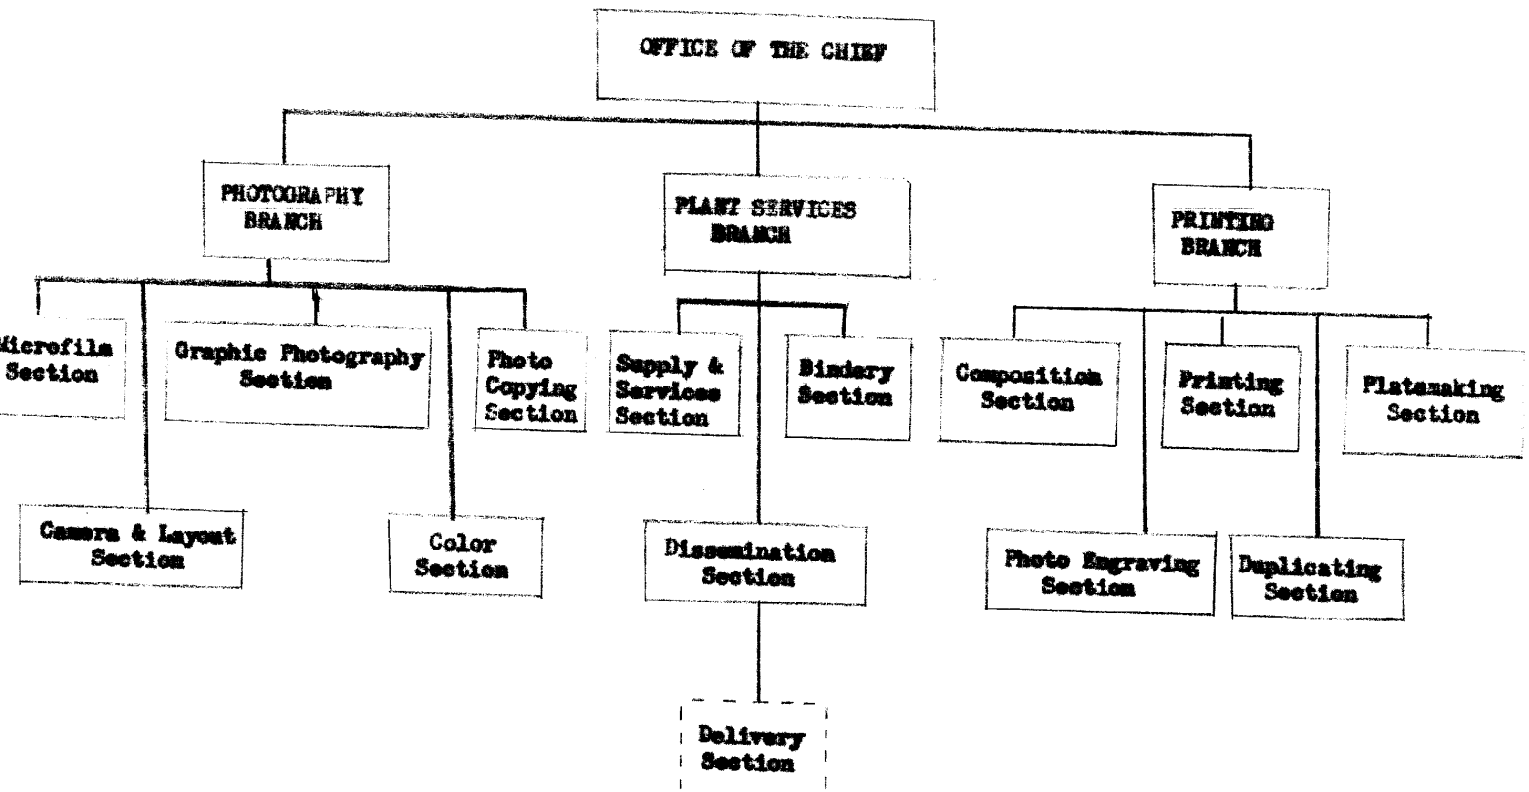 OFFICE OF THE CHIEF
PHOTOGRAPHY
BRANCH
PLANT SERVICES
BRANCH
PRINTING
BRANCH
Microfilm
Section
Graphic Photography
Section
Photo
Copying
Section
Supply &
Services
Section
Bindery
Section
Composition
Section
Printing
Section
Platemaking
Section
Camera & Layout
Section
Color
Section
Dissemination
Section
Photo Engraving
Section
Duplicating
Section
Delivery
Section